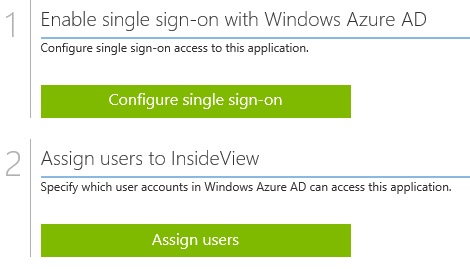 1
Enable single sign-on with Windows Azure AD
Configure single sign-on access to this application.
Configure single sign-on
2
Assign users to InsideView
Specify which user accounts in Windows Azure AD can access this application.
Assign users